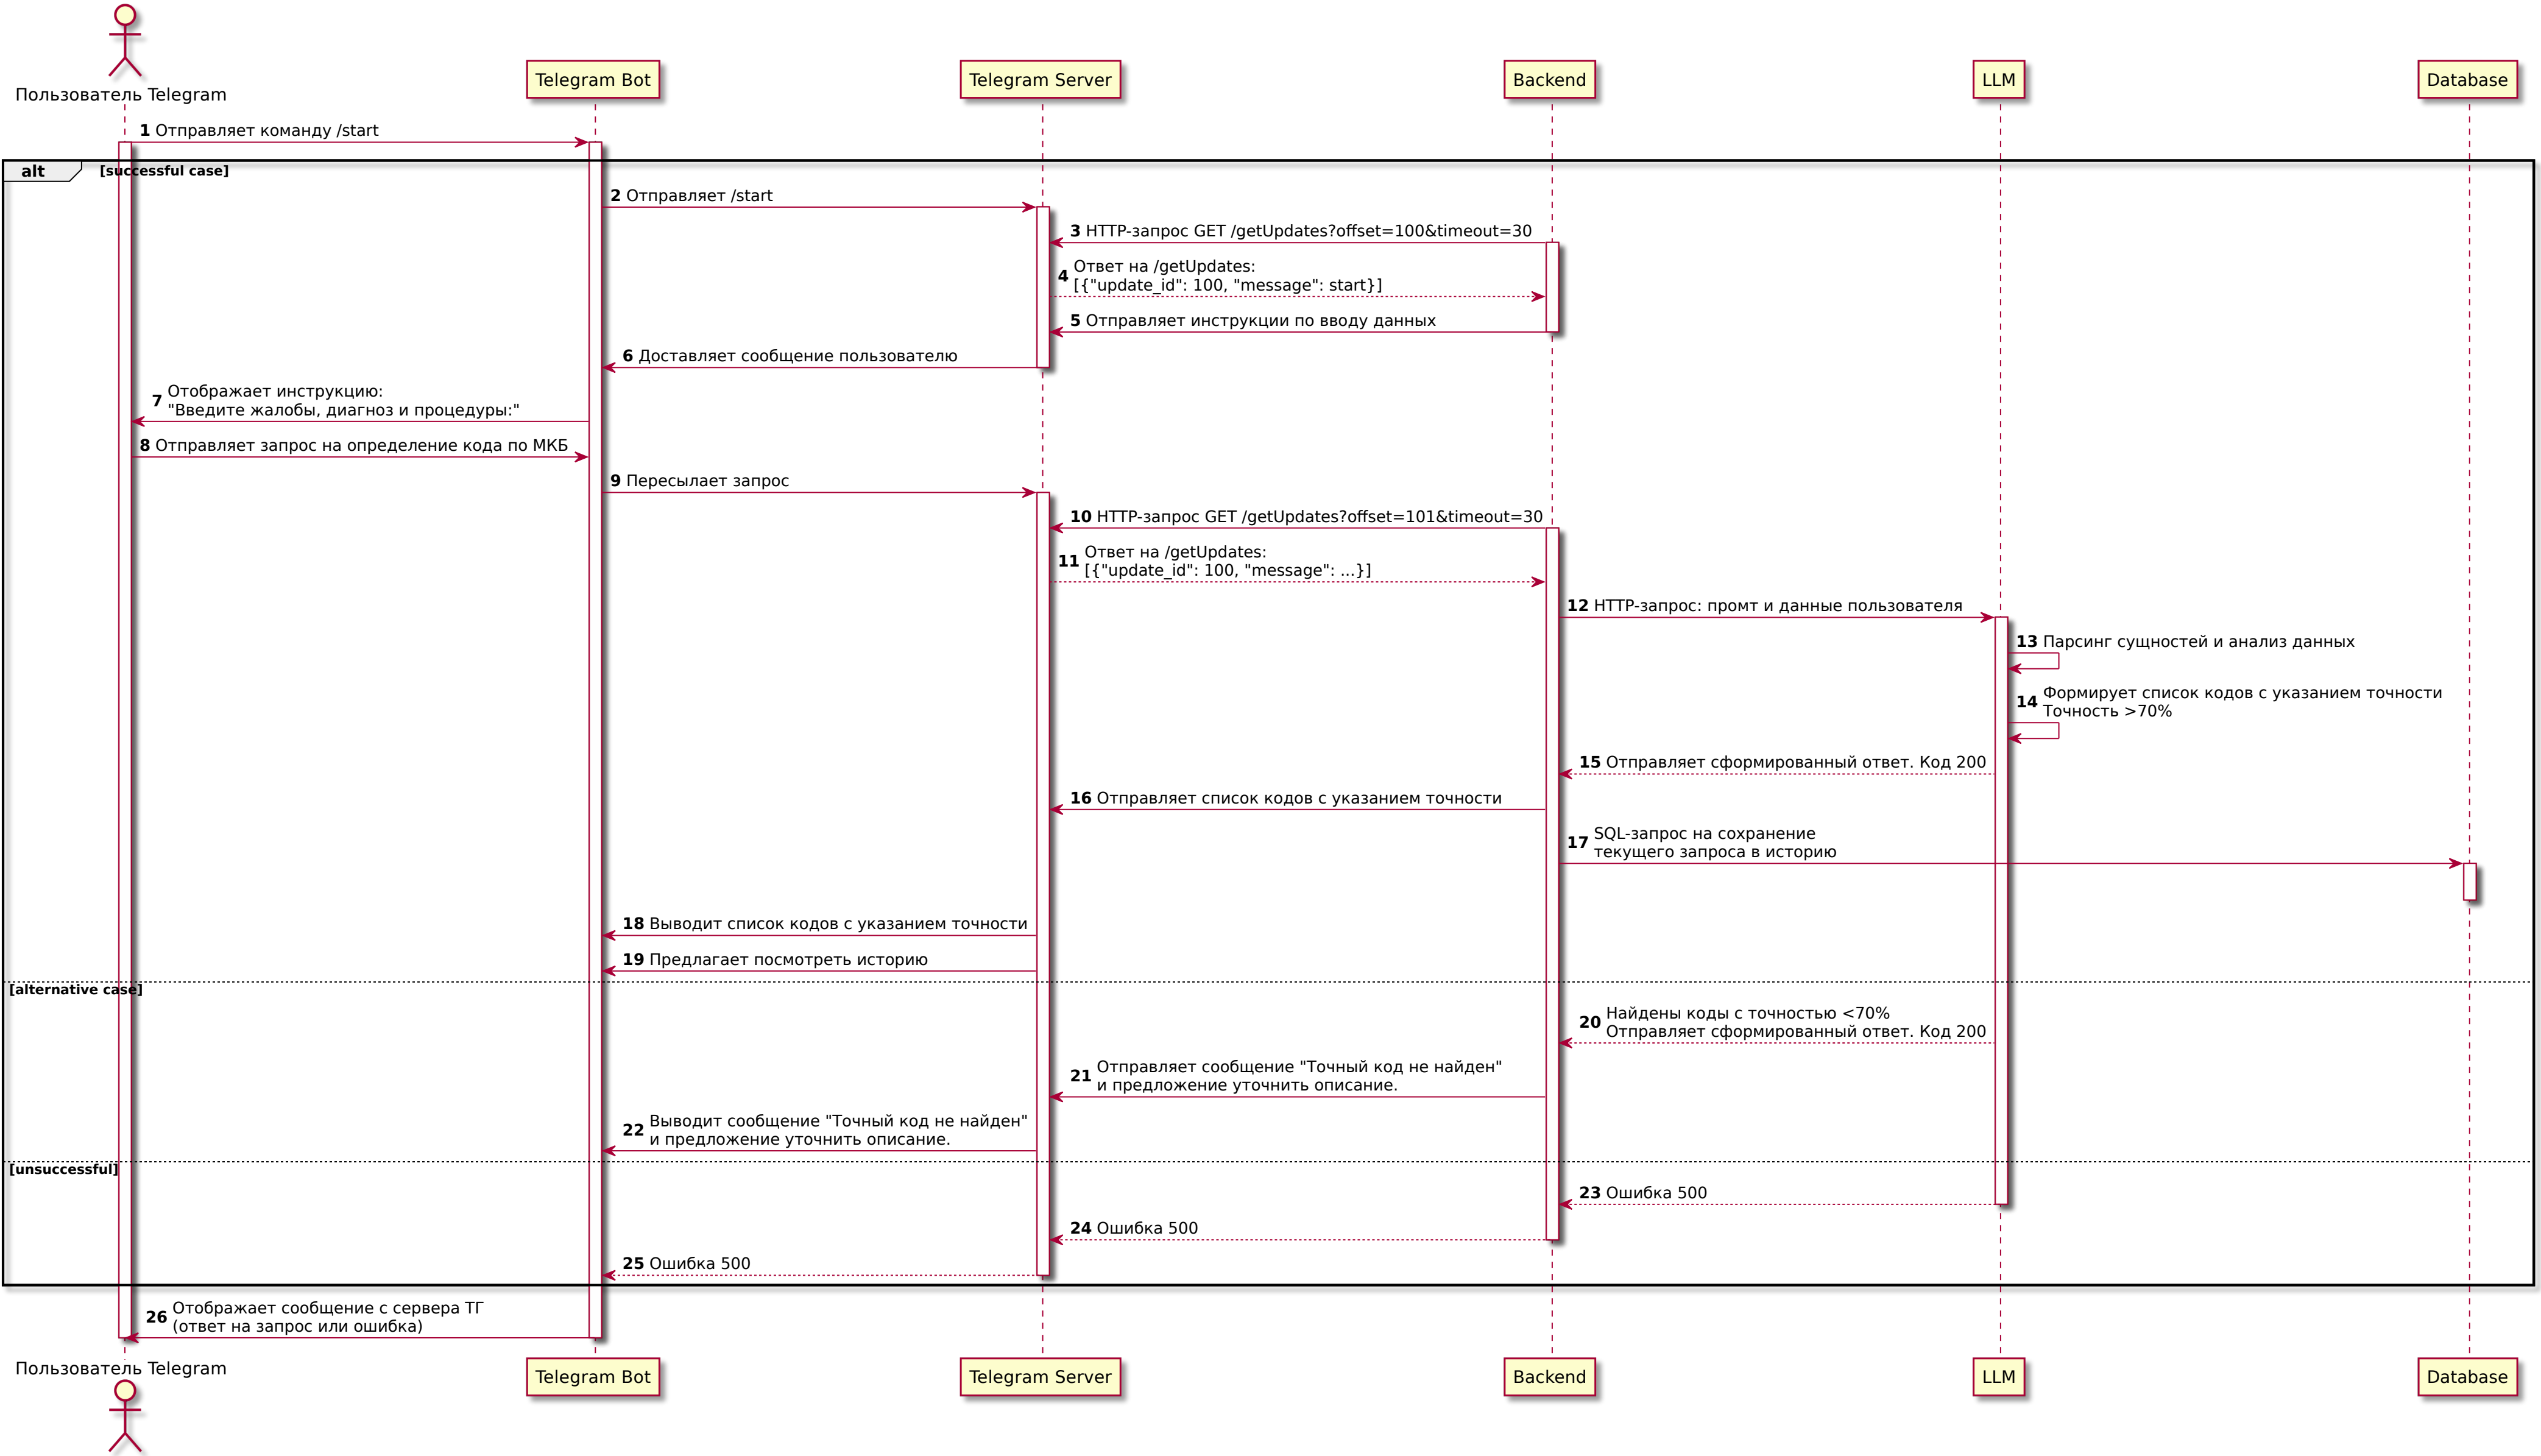 Пользователь Telegram
Telegram Bot
Telegram Server
Backend
LLM
Database
1 Отправляет команду /start
alt
[successful case]
2 Отправляет /start
3 HTTP-запрос GET /getUpdates?offset=100&timeout=30
4 Ответ на /getUpdates:
[{"update_id": 100, "message": start}]
5 Отправляет инструкции по вводу данных
6 Доставляет сообщение пользователю
7 Отображает инструкцию:
"Введите жалобы, диагноз и процедуры:"
8 Отправляет запрос на определение кода по МКБ
9 Пересылает запрос
10 HTTP-запрос GET /getUpdates?offset=101&timeout=30
11 Ответ на /getUpdates:
[{"update_id": 100, "message": ...}]
12 HTTP-запрос: промт и данные пользователя
13 Парсинг сущностей и анализ данных
14 Формирует список кодов с указанием точности
Точность >70%
15 Отправляет сформированный ответ. Код 200
16 Отправляет список кодов с указанием точности
17 SQL-запрос на сохранение
текущего запроса в историю
18 Выводит список кодов с указанием точности
19 Предлагает посмотреть историю
[alternative case]
20 Найдены коды с точностью <70%
Отправляет сформированный ответ. Код 200
21 Отправляет сообщение "Точный код не найден"
и предложение уточнить описание.
22 Выводит сообщение "Точный код не найден"
и предложение уточнить описание.
[unsuccessful]
23 Ошибка 500
24 Ошибка 500
25 Ошибка 500
26 Отображает сообщение с сервера ТГ
(ответ на запрос или ошибка)
Пользователь Telegram
Telegram Bot
Telegram Server
Backend
LLM
Database